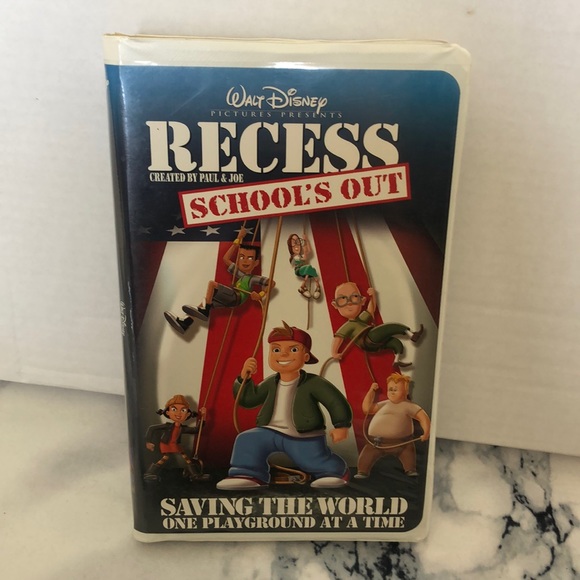 WALT DISNEY
PICTURES PRESENTS
RECESS
CREATED BY PAUL & JOE
SCHOOL'S OUT
SAVING THE WORLD
ONE PLAYGROUND AT A TIME